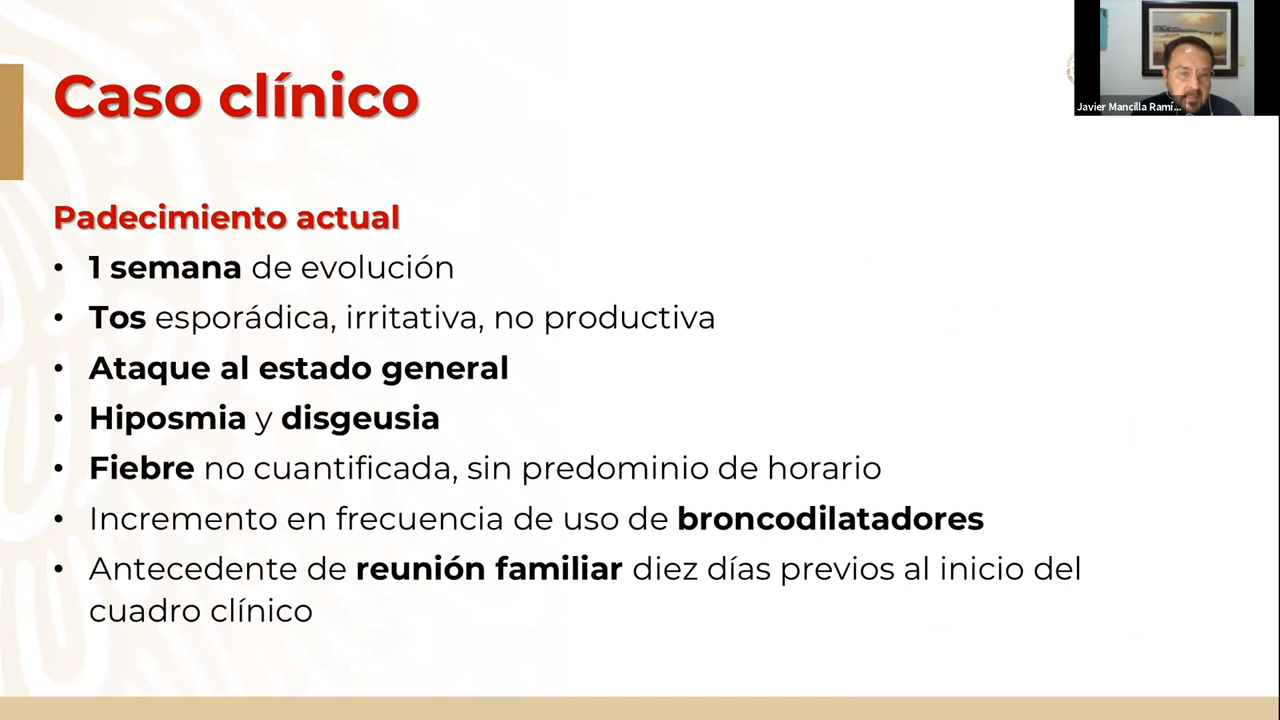 Caso clínico
Javier Mancilla Ramí...
Padecimiento actual
• 1 semana de evolución
• Tos esporádica, irritativa, no productiva
• Ataque al estado general
• Hiposmia y disgeusia
• Fiebre no cuantificada, sin predominio de horario
• Incremento en frecuencia de uso de broncodilatadores
• Antecedente de reunión familiar diez días previos al inicio del
cuadro clínico